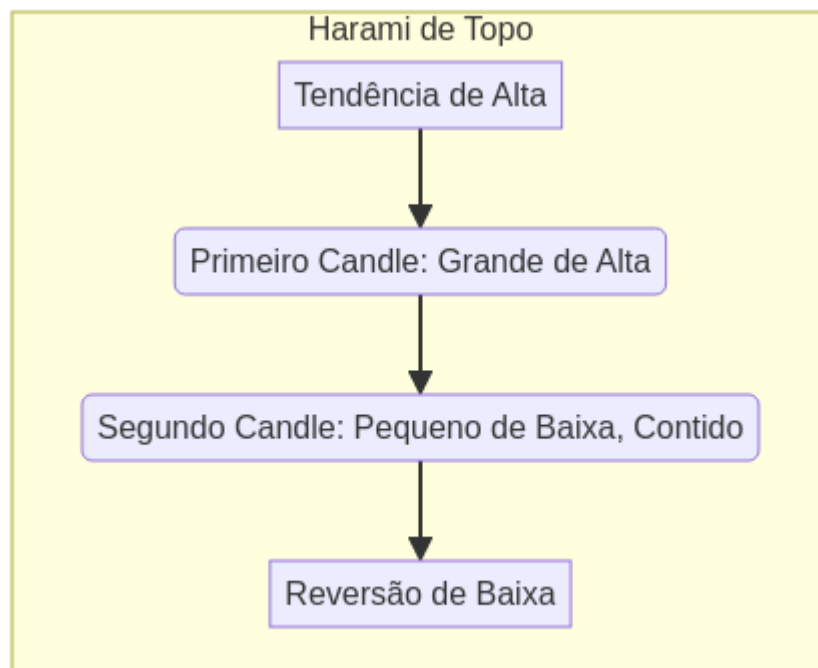 Harami de Topo
Tendência de Alta
Primeiro Candle: Grande de Alta
Segundo Candle: Pequeno de Baixa, Contido
Reversão de Baixa